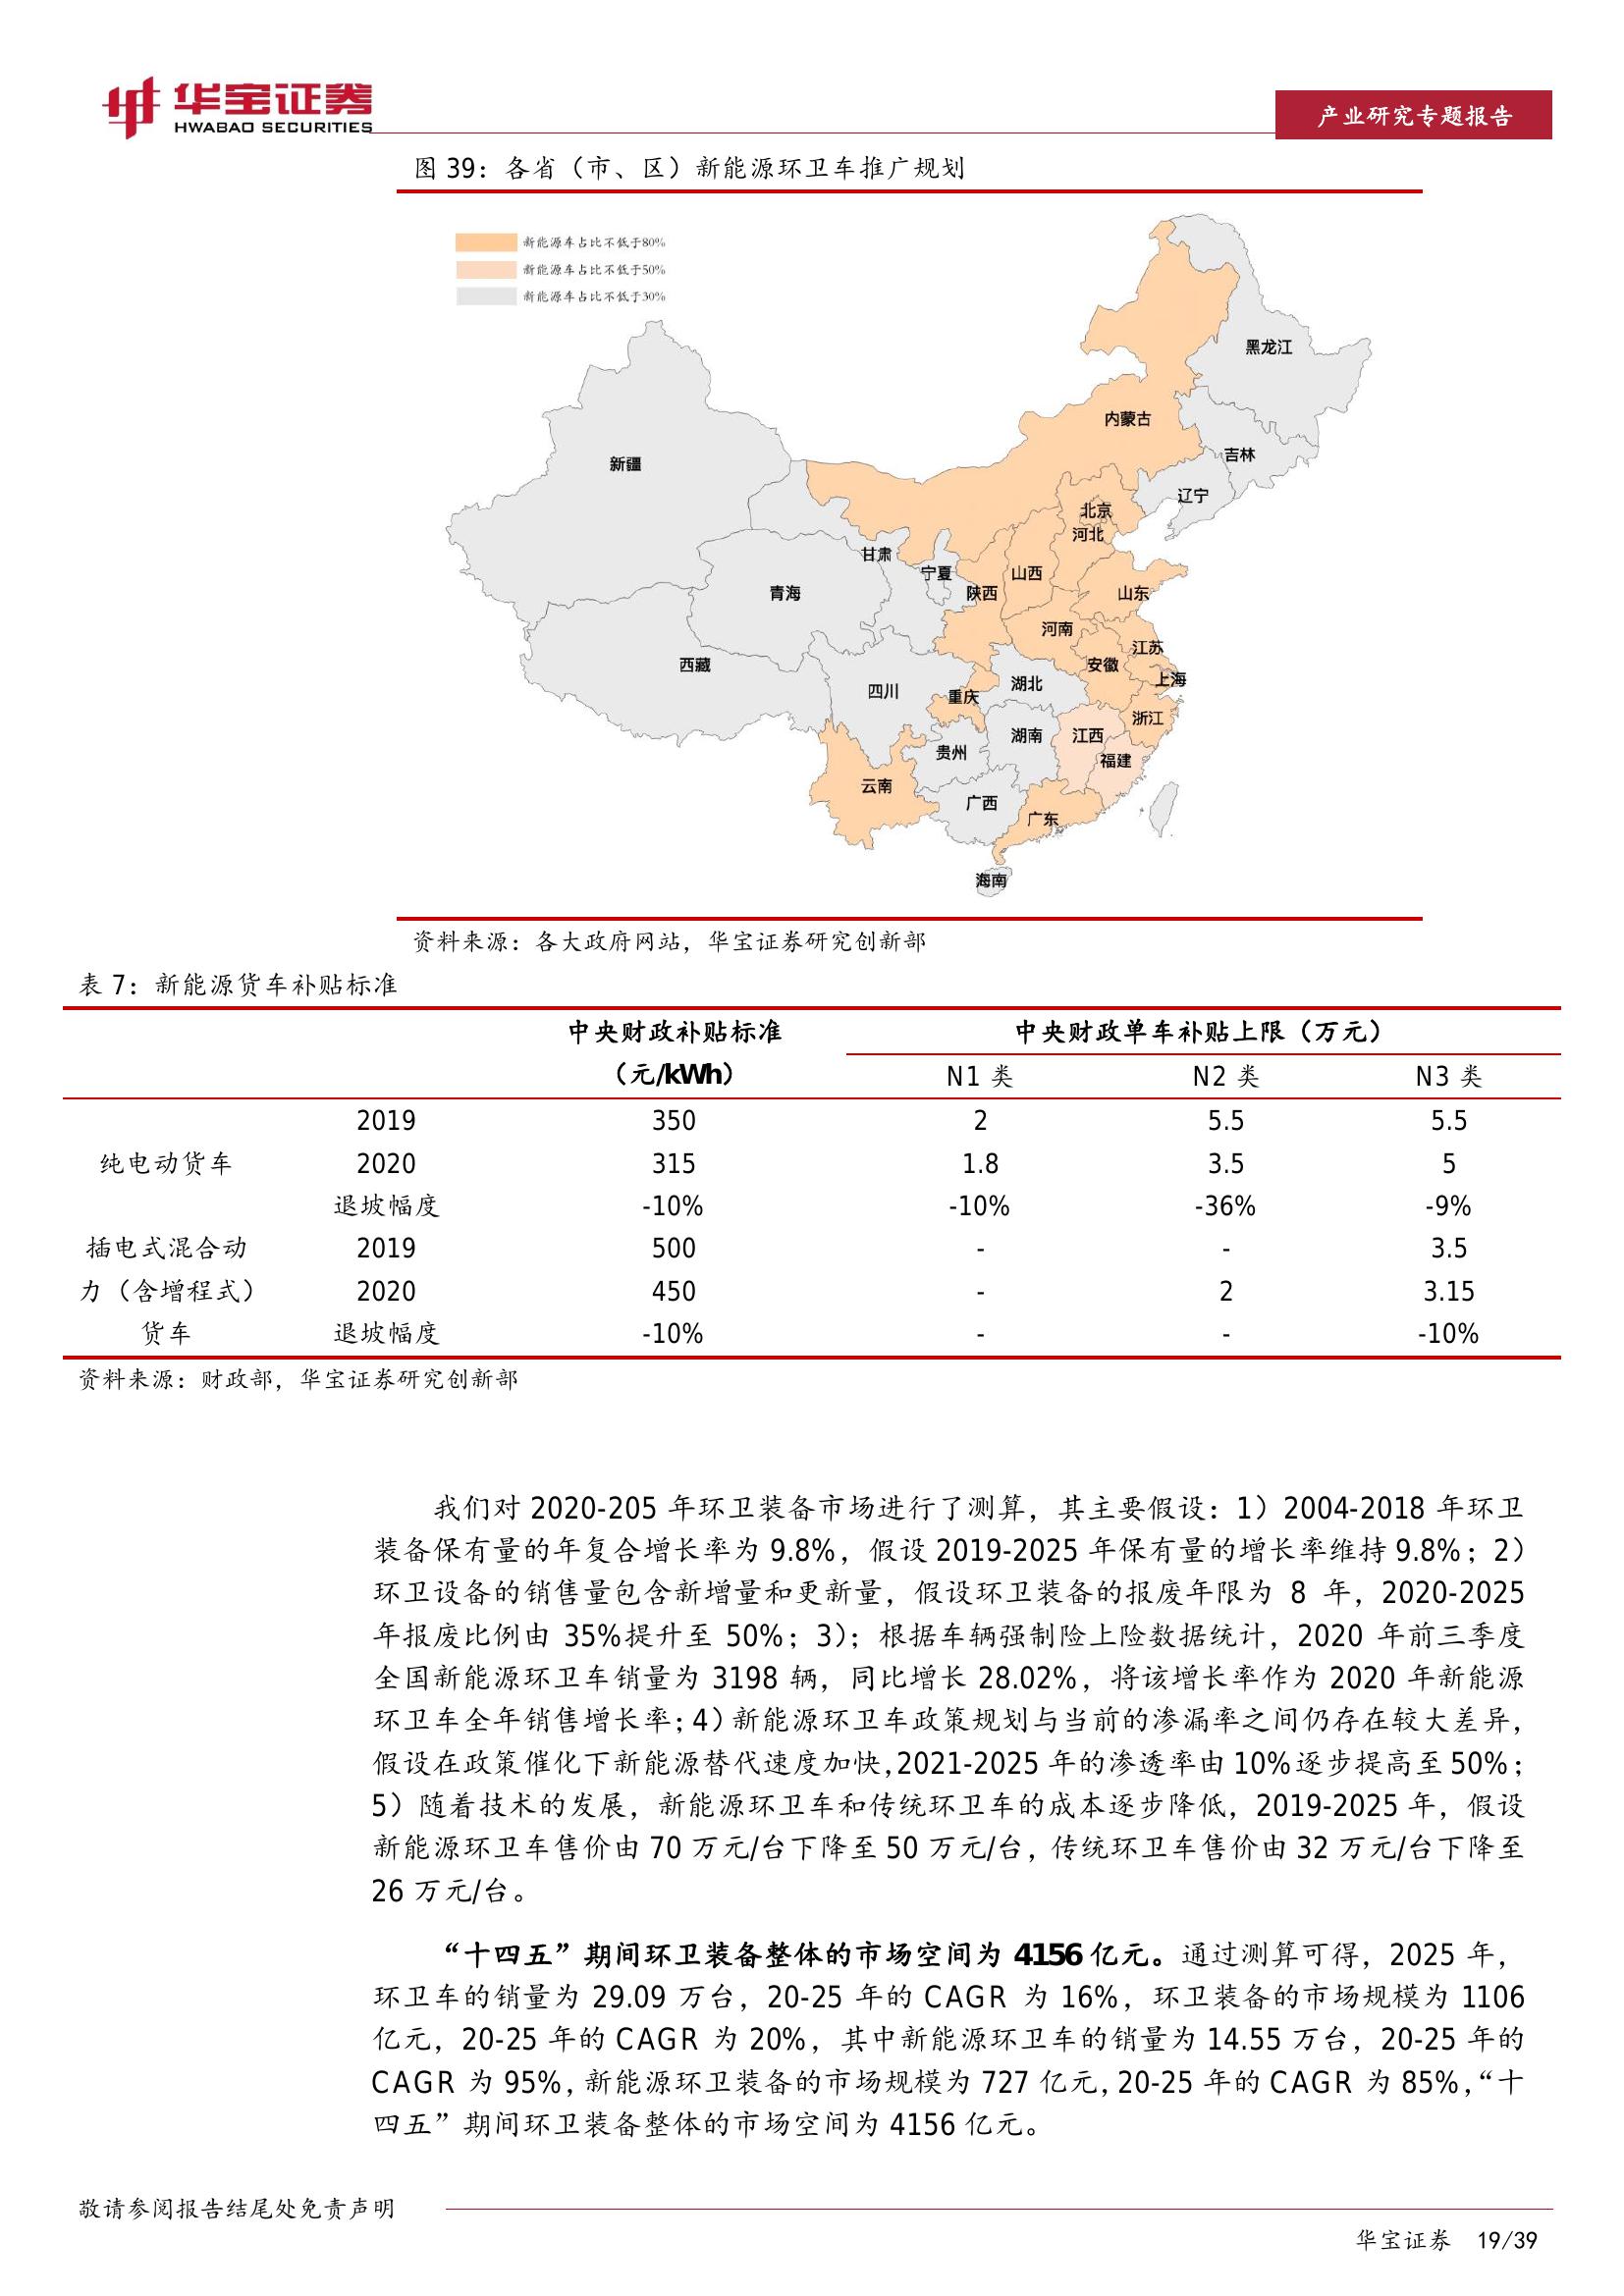 华宝证券
HWABAO SECURITIES
产业研究专题报告
图 39：各省（市、区）新能源环卫车推广规划
新能源车占比不低于80%
新能源车占比不低于50%
新能源车占比不低于30%
黑龙江
内蒙古
吉林
新疆
辽宁
北京
河北
甘肃
宁夏
山西
陕西
青海
山东
河南
江苏
西藏
安徽
上海
四川
湖北
重庆
浙江
湖南
江西
贵州
福建
云南
广西
广东
海南
资料来源：各大政府网站，华宝证券研究创新部
表 7：新能源货车补贴标准
中央财政补贴标准 中央财政单车补贴上限（万元）
（元/kWh） N1 类 N2 类 N3 类
2019 350 2 5.5 5.5
纯电动货车 2020 315 1.8 3.5 5
退坡幅度 -10% -10% -36% -9%
插电式混合动 2019 500 - - 3.5
力（含增程式） 2020 450 - 2 3.15
货车 退坡幅度 -10% - - -10%
资料来源：财政部，华宝证券研究创新部
我们对 2020-205 年环卫装备市场进行了测算，其主要假设：1）2004-2018 年环卫
装备保有量的年复合增长率为 9.8%，假设 2019-2025 年保有量的增长率维持 9.8%；2）
环卫设备的销售量包含新增量和更新量，假设环卫装备的报废年限为 8 年，2020-2025
年报废比例由 35%提升至 50%；3）；根据车辆强制险上险数据统计，2020 年前三季度
全国新能源环卫车销量为 3198 辆，同比增长 28.02%，将该增长率作为 2020 年新能源
环卫车全年销售增长率；4）新能源环卫车政策规划与当前的渗漏率之间仍存在较大差异，
假设在政策催化下新能源替代速度加快，2021-2025 年的渗透率由 10%逐步提高至 50%；
5）随着技术的发展，新能源环卫车和传统环卫车的成本逐步降低，2019-2025 年，假设
新能源环卫车售价由 70 万元/台下降至 50 万元/台，传统环卫车售价由 32 万元/台下降至
26 万元/台。
“十四五”期间环卫装备整体的市场空间为 4156 亿元。通过测算可得，2025 年，
环卫车的销量为 29.09 万台，20-25 年的 CAGR 为 16%，环卫装备的市场规模为 1106
亿元，20-25 年的 CAGR 为 20%，其中新能源环卫车的销量为 14.55 万台，20-25 年的
CAGR 为 95%，新能源环卫装备的市场规模为 727 亿元，20-25 年的 CAGR 为 85%，“十
四五”期间环卫装备整体的市场空间为 4156 亿元。
敬请参阅报告结尾处免责声明
华宝证券 19/39